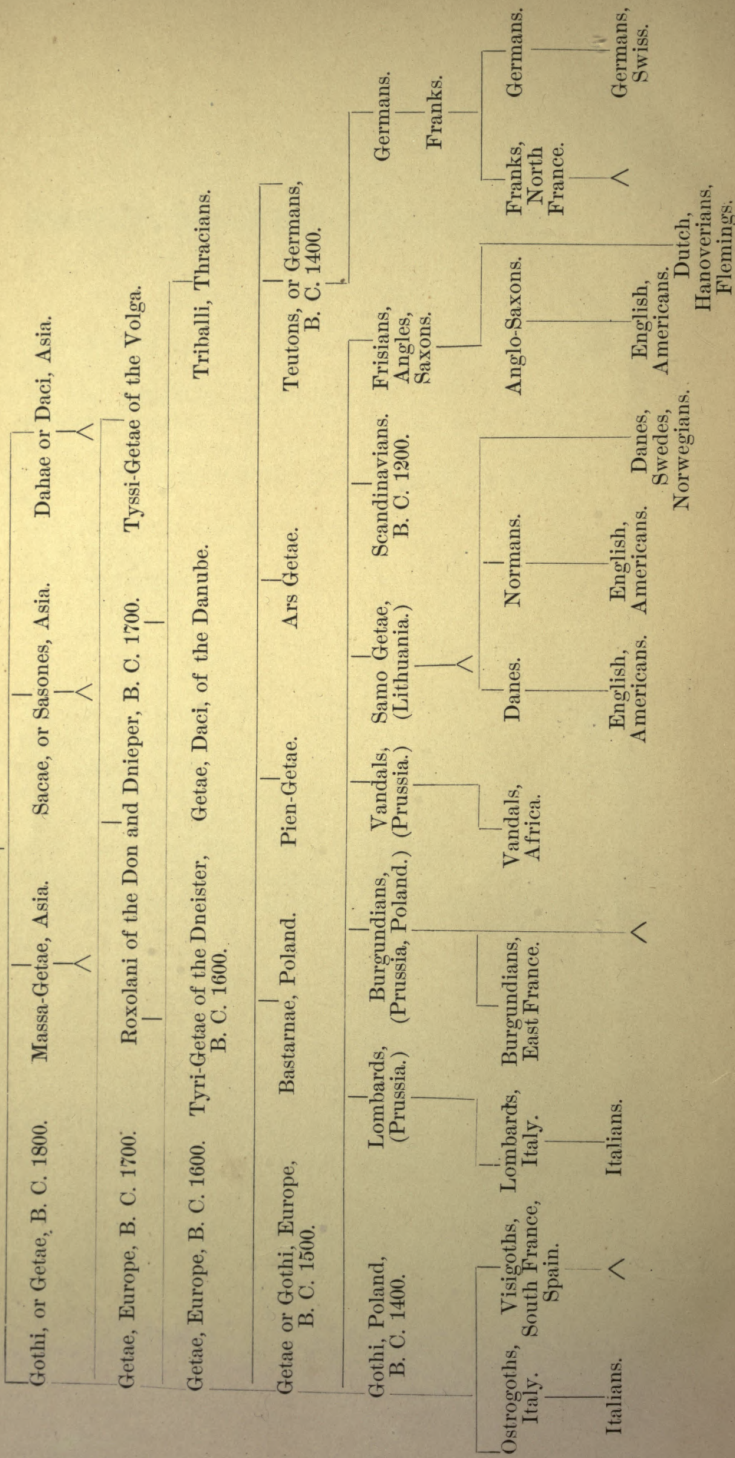 Gothi, or Getae, B. C. 1800.
Massa-Getae, Asia.
Sacae, or Sasones, Asia.
Dahae or Daci, Asia.
Getae, Europe, B. C. 1700.
Roxolani of the Don and Dnieper, B. C. 1700.
Tyssi-Getae of the Volga.
Getae, Europe, B. C. 1600.
Tyri-Getae of the Dneister,
B. C. 1600.
Getae, Daci, of the Danube.
Triballi, Thracians.
Getae or Gothi, Europe,
B. C. 1500.
Bastarnae, Poland.
Pien-Getae.
Ars Getae.
Teutons, or Germans,
B. C. 1400.
Gothi, Poland,
B. C. 1400.
Lombards,
(Prussia.)
Burgundians,
(Prussia, Poland.)
Vandals,
(Prussia.)
Samo Getae,
(Lithuania.)
Scandinavians.
B. C. 1200.
Frisians,
Angles,
Saxons.
Germans.
Franks.
Ostrogoths,
Italy.
Visigoths,
South France,
Spain.
Lombards,
Italy.
Burgundians,
East France.
Vandals,
Africa.
Danes.
Normans.
Anglo-Saxons.
Franks,
North
France.
Germans.
Italians.
Italians.
English,
Americans.
English,
Americans.
Danes,
Swedes,
Norwegians.
English,
Americans.
Dutch,
Hanoverians,
Flemings.
Germans,
Swiss.